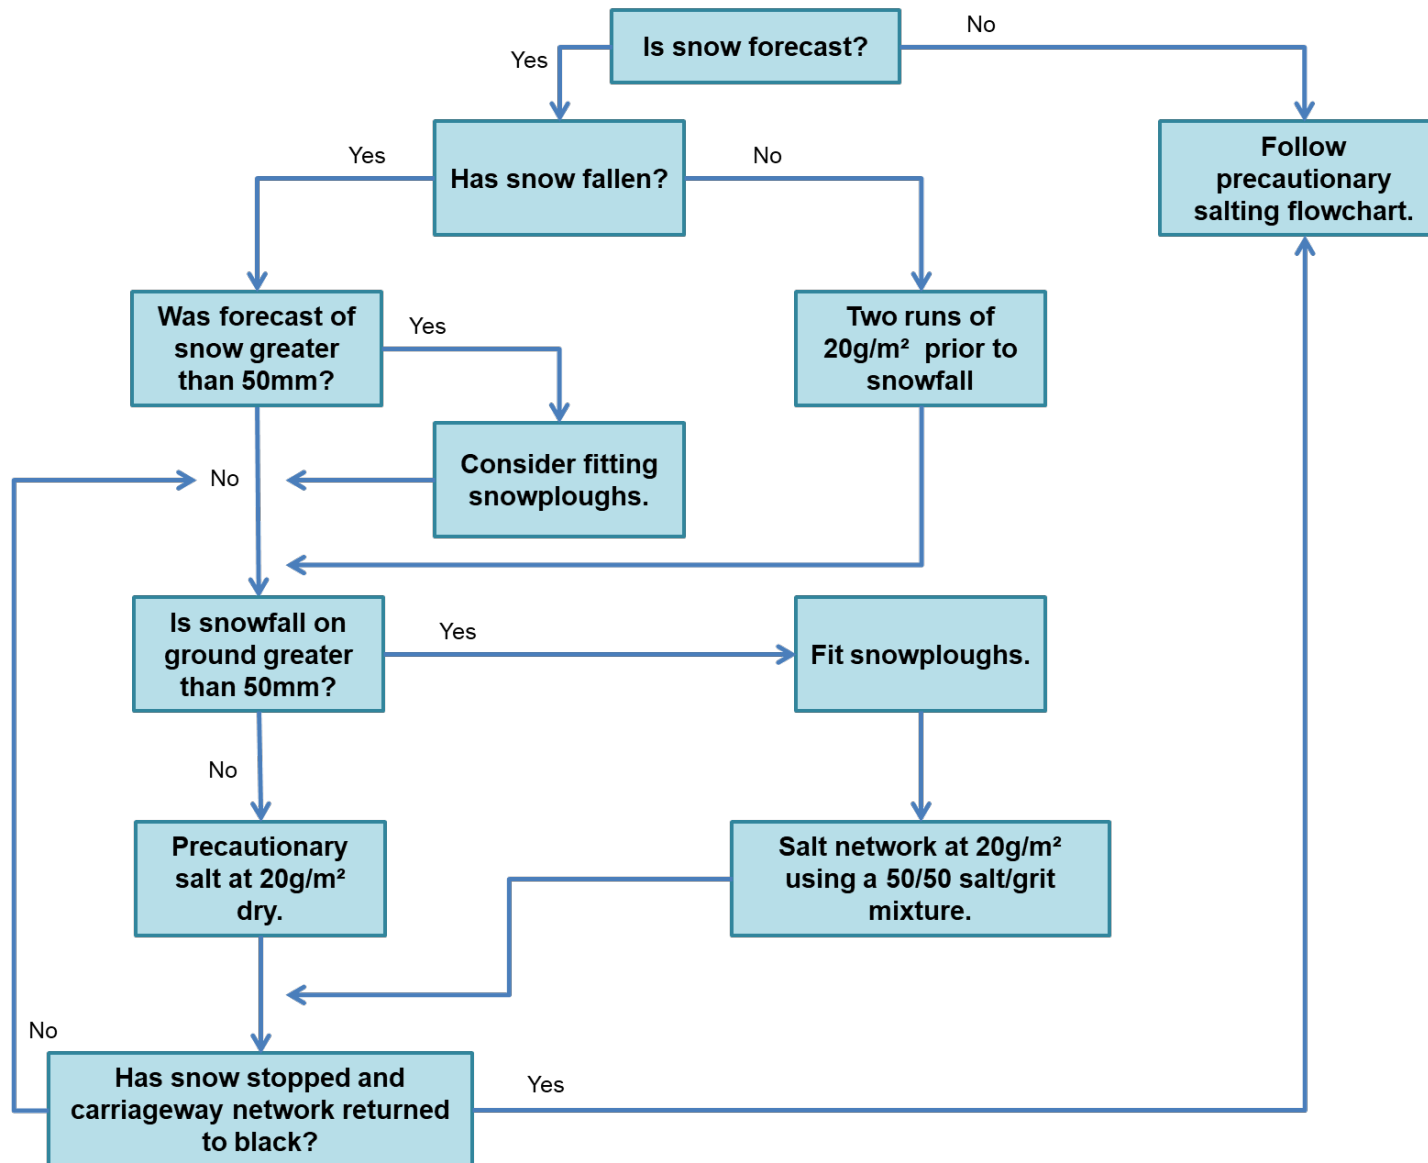 Is snow forecast?
No
Yes
Has snow fallen?
Yes
No
Follow
precautionary
salting flowchart.
Was forecast of
snow greater
than 50mm?
Yes
Two runs of
20g/m²  prior to
snowfall
Consider fitting
snowploughs.
No
Is snowfall on
ground greater
than 50mm?
Yes
Fit snowploughs.
No
Precautionary
salt at 20g/m²
dry.
Salt network at 20g/m²
using a 50/50 salt/grit
mixture.
No
Has snow stopped and
carriageway network returned
to black?
Yes